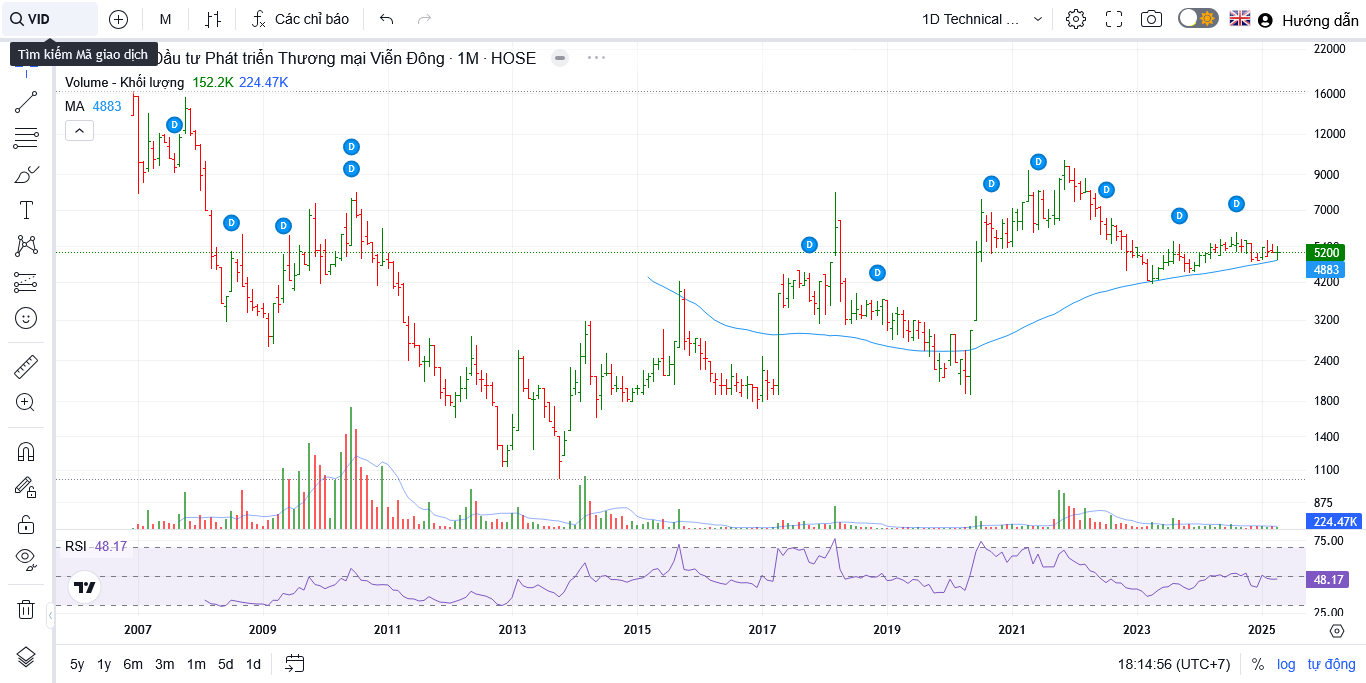 VID
M
Các chỉ báo
1D Technical ...
Hướng dẫn
Tìm kiếm Mã giao dịch
Đầu tư Phát triển Thương mại Viễn Đông · 1M · HOSE
Volume - Khối lượng 152.2K 224.47K
MA 4883
D
D
D
D
D
D
D
D
D
D
D
D
22000
16000
12000
9000
7000
5200
4883
4200
3200
2400
1800
1400
1100
875
224.47K
RSI 48.17
75.00
48.17
25.00
2007
2009
2011
2013
2015
2017
2019
2021
2023
2025
5y 1y 6m 3m 1m 5d 1d
18:14:56 (UTC+7)
% log tự động